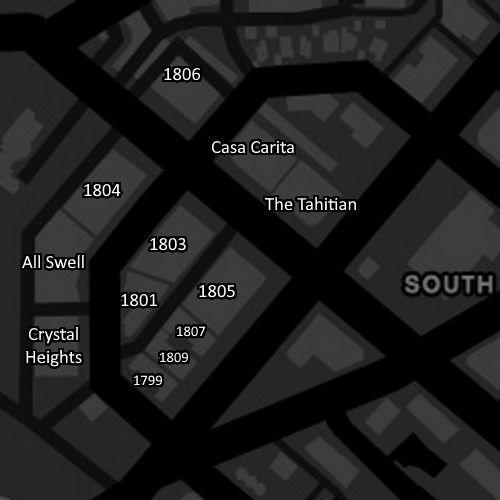 1806
Casa Carita
1804
The Tahitian
1803
All Swell
SOUTH
1805
1801
1807
Crystal
Heights
1809
1799